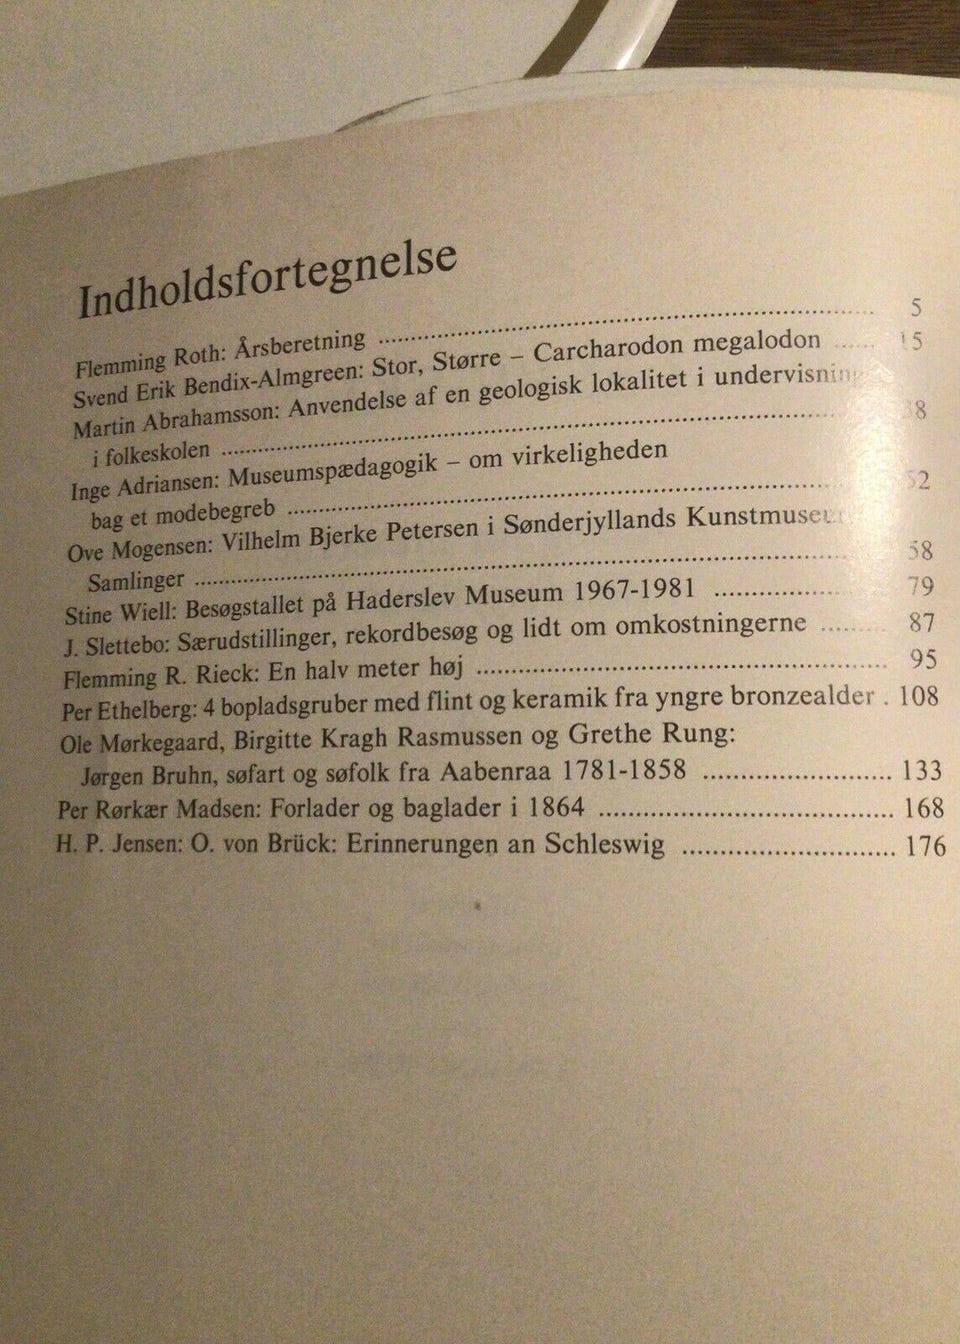 Indholdsfortegnelse
Flemming Roth: Årsberetning ........................................ 5
Svend Erik Bendix-Almgreen: Stor, Større – Carcharodon megalodon ...... 15
Martin Abrahamsson: Anvendelse af en geologisk lokalitet i undervisning
i folkeskolen ........................................
Inge Adriansen: Museumspædagogik – om virkeligheden
bag et modebegreb ........................................ 52
Ove Mogensen: Vilhelm Bjerke Petersen i Sønderjyllands Kunstmuseums
Samlinger ........................................ 58
Stine Wiell: Besøgstallet på Haderslev Museum 1967-1981 .................. 79
J. Slettebo: Særudstillinger, rekordbesøg og lidt om omkostningerne ........ 87
Flemming R. Rieck: En halv meter høj ........................................ 95
Per Ethelberg: 4 bopladsgruber med flint og keramik fra yngre bronzealder . 108
Ole Mørkegaard, Birgitte Kragh Rasmussen og Grethe Rung:
Jørgen Bruhn, søfart og søfolk fra Aabenraa 1781-1858 ........................ 133
Per Rørkær Madsen: Forlader og baglader i 1864 .................................... 168
H. P. Jensen: O. von Brück: Erinnerungen an Schleswig ........................... 176